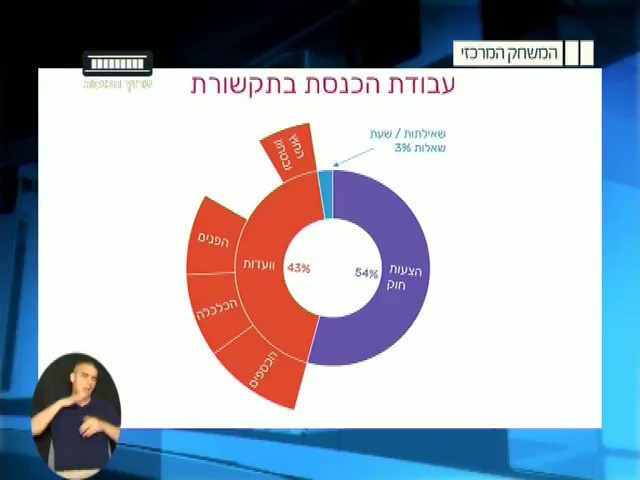 המשחק המרכזי
עבודת הכנסת בתקשורת
שאילתות / שעת
שאלות 3%
הפנים
וועדות
43%
54%
הצעות
חוק
הכלכלה
הכספים